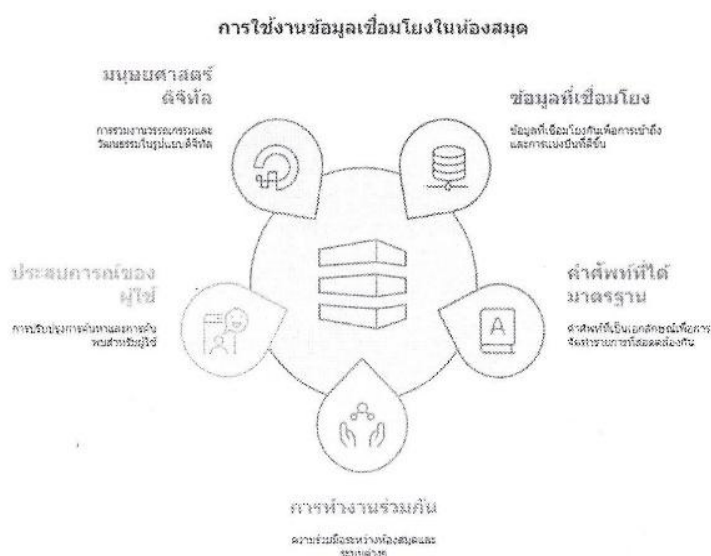 การใช้งานข้อมูลเชื่อมโยงในห้องสมุด
มนุษยศาสตร์
ดิจิทัล
การรวมงานวรรณกรรมและ
วัฒนธรรมในรูปแบบดิจิทัล
ข้อมูลที่เชื่อมโยง
ข้อมูลที่เชื่อมโยงกันเพื่อการเข้าถึง
และการแบ่งปันที่ดีขึ้น
ประสบการณ์ของ
ผู้ใช้
การปรับปรุงการค้นหาและการค้น
พบสำหรับผู้ใช้
คำศัพท์ที่ได้
มาตรฐาน
คำศัพท์ที่เป็นเอกลักษณ์เพื่อการ
จัดทำรายการที่สอดคล้องกัน
A
การทำงานร่วมกัน
ความร่วมมือระหว่างห้องสมุดและ
ระบบต่างๆ